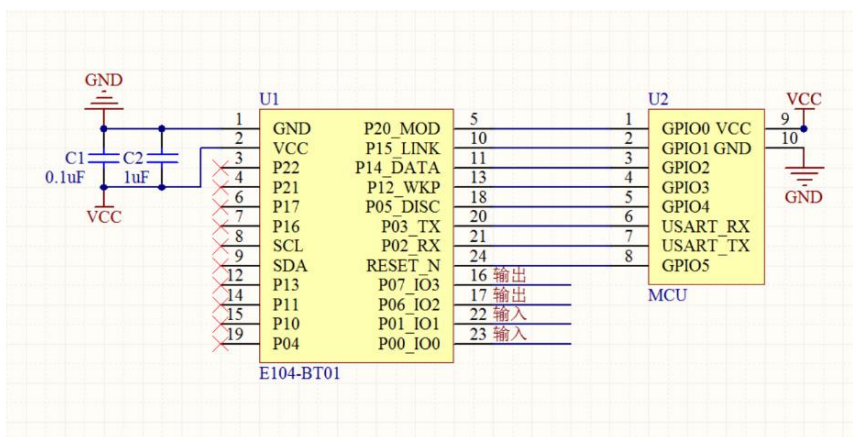 GND
U1
U2
VCC
1 GND P20_MOD 5 1 GPIO0 VCC 9
2 VCC P15_LINK 10 2 GPIO1 GND 10
C1 C2 3 P22 P14_DATA 11 3 GPIO2
0.1uF 1uF 4 P21 P12_WKP 13 4 GPIO3
6 P17 P05_DISC 18 5 GPIO4 GND
VCC 7 P16 P03_TX 20 6 USART_RX
8 SCL P02_RX 21 7 USART_TX
9 SDA RESET_N 24 8 GPIO5
12 P13 P07_IO3 16 输出
14 P11 P06_IO2 17 输出 MCU
15 P10 P01_IO1 22 输入
19 P04 P00_IO0 23 输入
E104-BT01